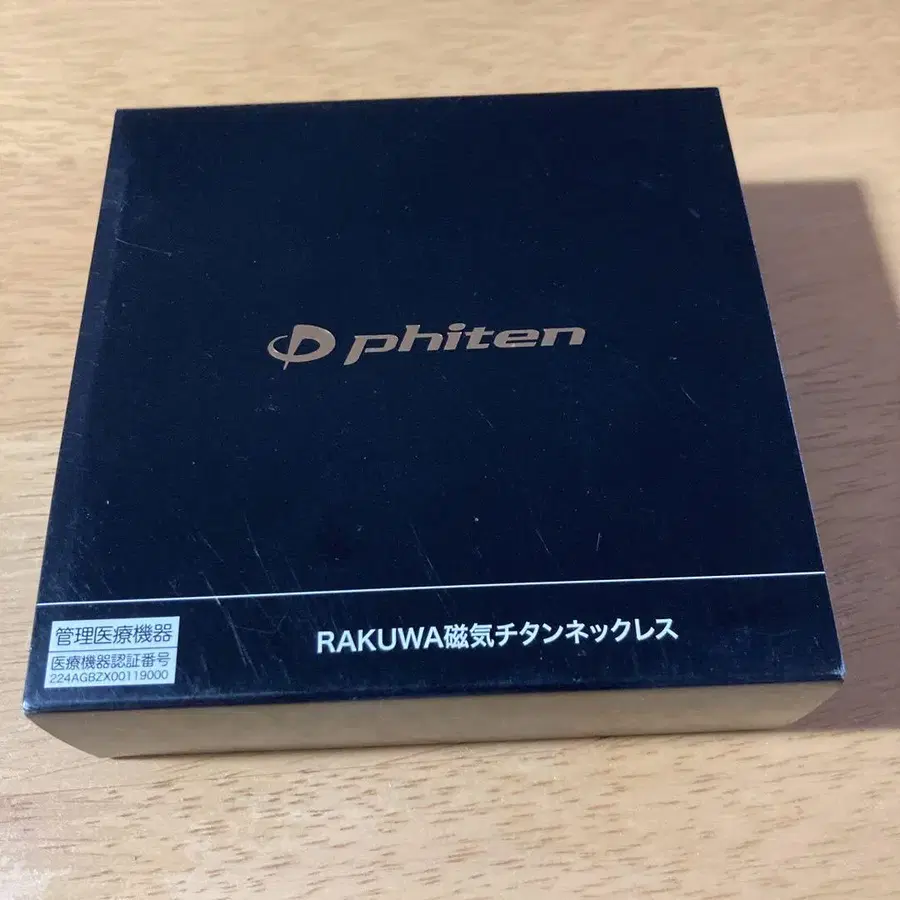 phiten
管理医療機器
医療機器認証番号
224AGBZX00119000
RAKUWA磁気チタンネックレス